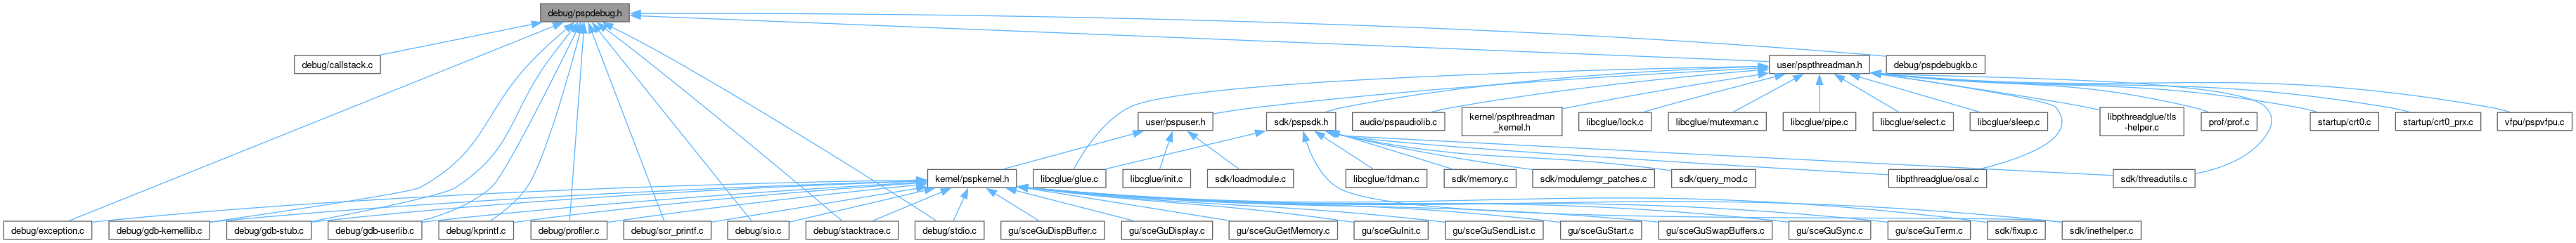 debug/pspdebug.h
debug/callstack.c
user/pspthreadman.h
debug/pspdebugkb.c
user/pspuser.h
sdk/pspsdk.h
audio/pspaudiolib.c
kernel/pspthreadman
_kernel.h
libcglue/lock.c
libcglue/mutexman.c
libcglue/pipe.c
libcglue/select.c
libcglue/sleep.c
libpthreadglue/tls
-helper.c
prof/prof.c
startup/crt0.c
startup/crt0_prx.c
vfpu/pspvfpu.c
kernel/pspkernel.h
libcglue/glue.c
libcglue/init.c
sdk/loadmodule.c
libcglue/fdman.c
sdk/memory.c
sdk/modulemgr_patches.c
sdk/query_mod.c
libpthreadglue/osal.c
sdk/threadutils.c
debug/exception.c
debug/gdb-kernellib.c
debug/gdb-stub.c
debug/gdb-userlib.c
debug/kprintf.c
debug/profiler.c
debug/scr_printf.c
debug/sio.c
debug/stacktrace.c
debug/stdio.c
gu/sceGuDispBuffer.c
gu/sceGuDisplay.c
gu/sceGuGetMemory.c
gu/sceGuInit.c
gu/sceGuSendList.c
gu/sceGuStart.c
gu/sceGuSwapBuffers.c
gu/sceGuSync.c
gu/sceGuTerm.c
sdk/fixup.c
sdk/inethelper.c